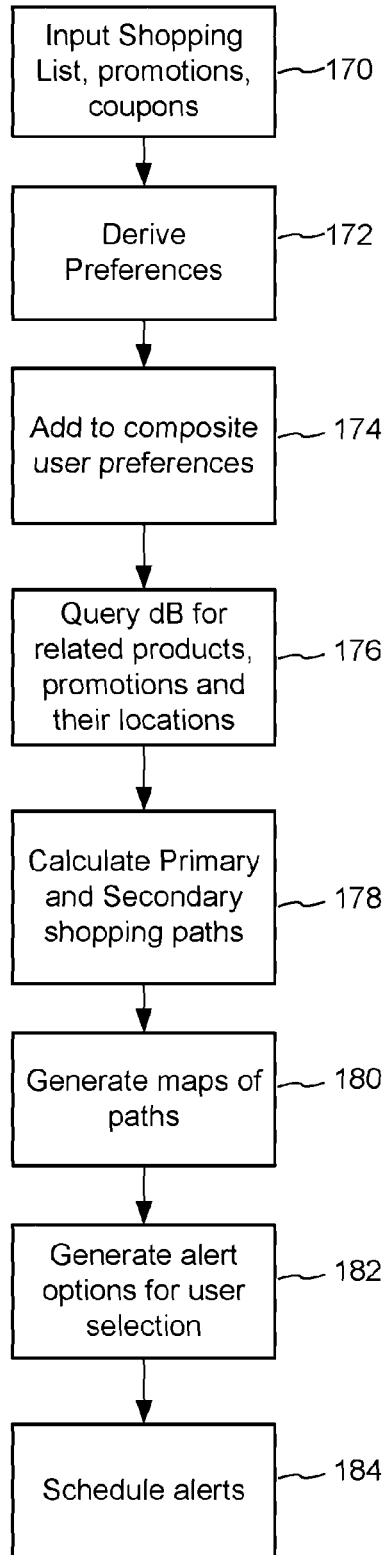 Input Shopping
List, promotions,
coupons
170
Derive
Preferences
172
Add to composite
user preferences
174
Query dB for
related products,
promotions and
their locations
176
Calculate Primary
and Secondary
shopping paths
178
Generate maps of
paths
180
Generate alert
options for user
selection
182
Schedule alerts
184